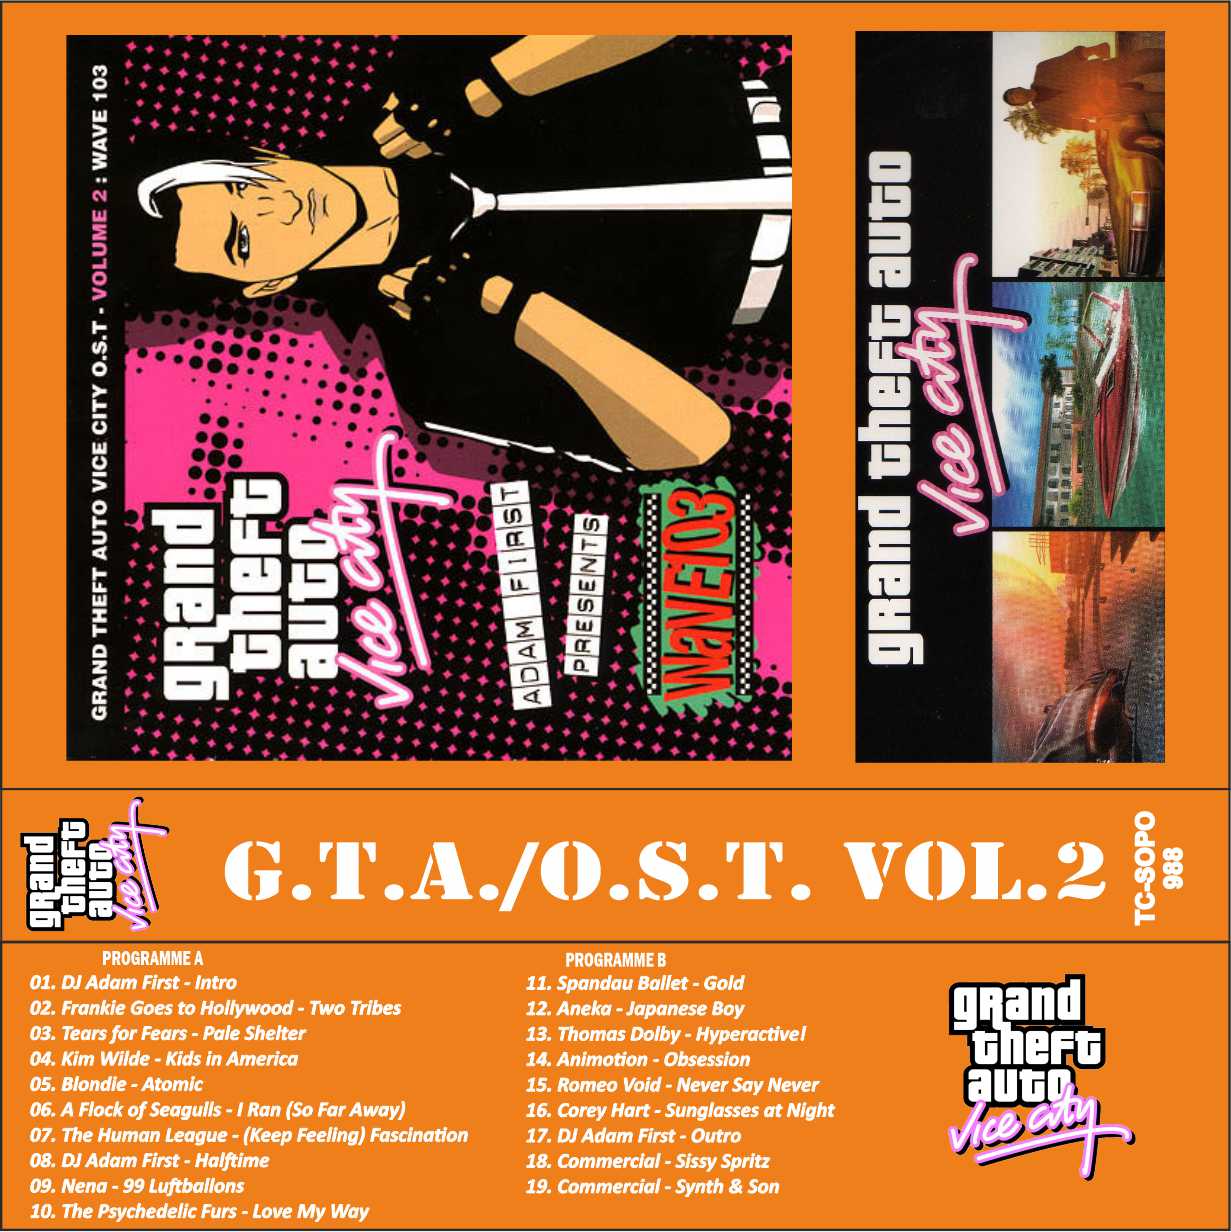 GRAND THEFT AUTO VICE CITY O.S.T - VOLUME 2 : WAVE 103
grand
theft
auto
vice city
ADAM FIRST
PRESENTS
WaVE103
grand theft auto
vice city
grand
theft
auto
vice city
G.T.A./O.S.T. VOL.2
TC-SOPO
988
PROGRAMME A
01. DJ Adam First - Intro
02. Frankie Goes to Hollywood - Two Tribes
03. Tears for Fears - Pale Shelter
04. Kim Wilde - Kids in America
05. Blondie - Atomic
06. A Flock of Seagulls - I Ran (So Far Away)
07. The Human League - (Keep Feeling) Fascination
08. DJ Adam First - Halftime
09. Nena - 99 Luftballons
10. The Psychedelic Furs - Love My Way
PROGRAMME B
11. Spandau Ballet - Gold
12. Aneka - Japanese Boy
13. Thomas Dolby - Hyperactive!
14. Animotion - Obsession
15. Romeo Void - Never Say Never
16. Corey Hart - Sunglasses at Night
17. DJ Adam First - Outro
18. Commercial - Sissy Spritz
19. Commercial - Synth & Son
grand
theft
auto
vice city